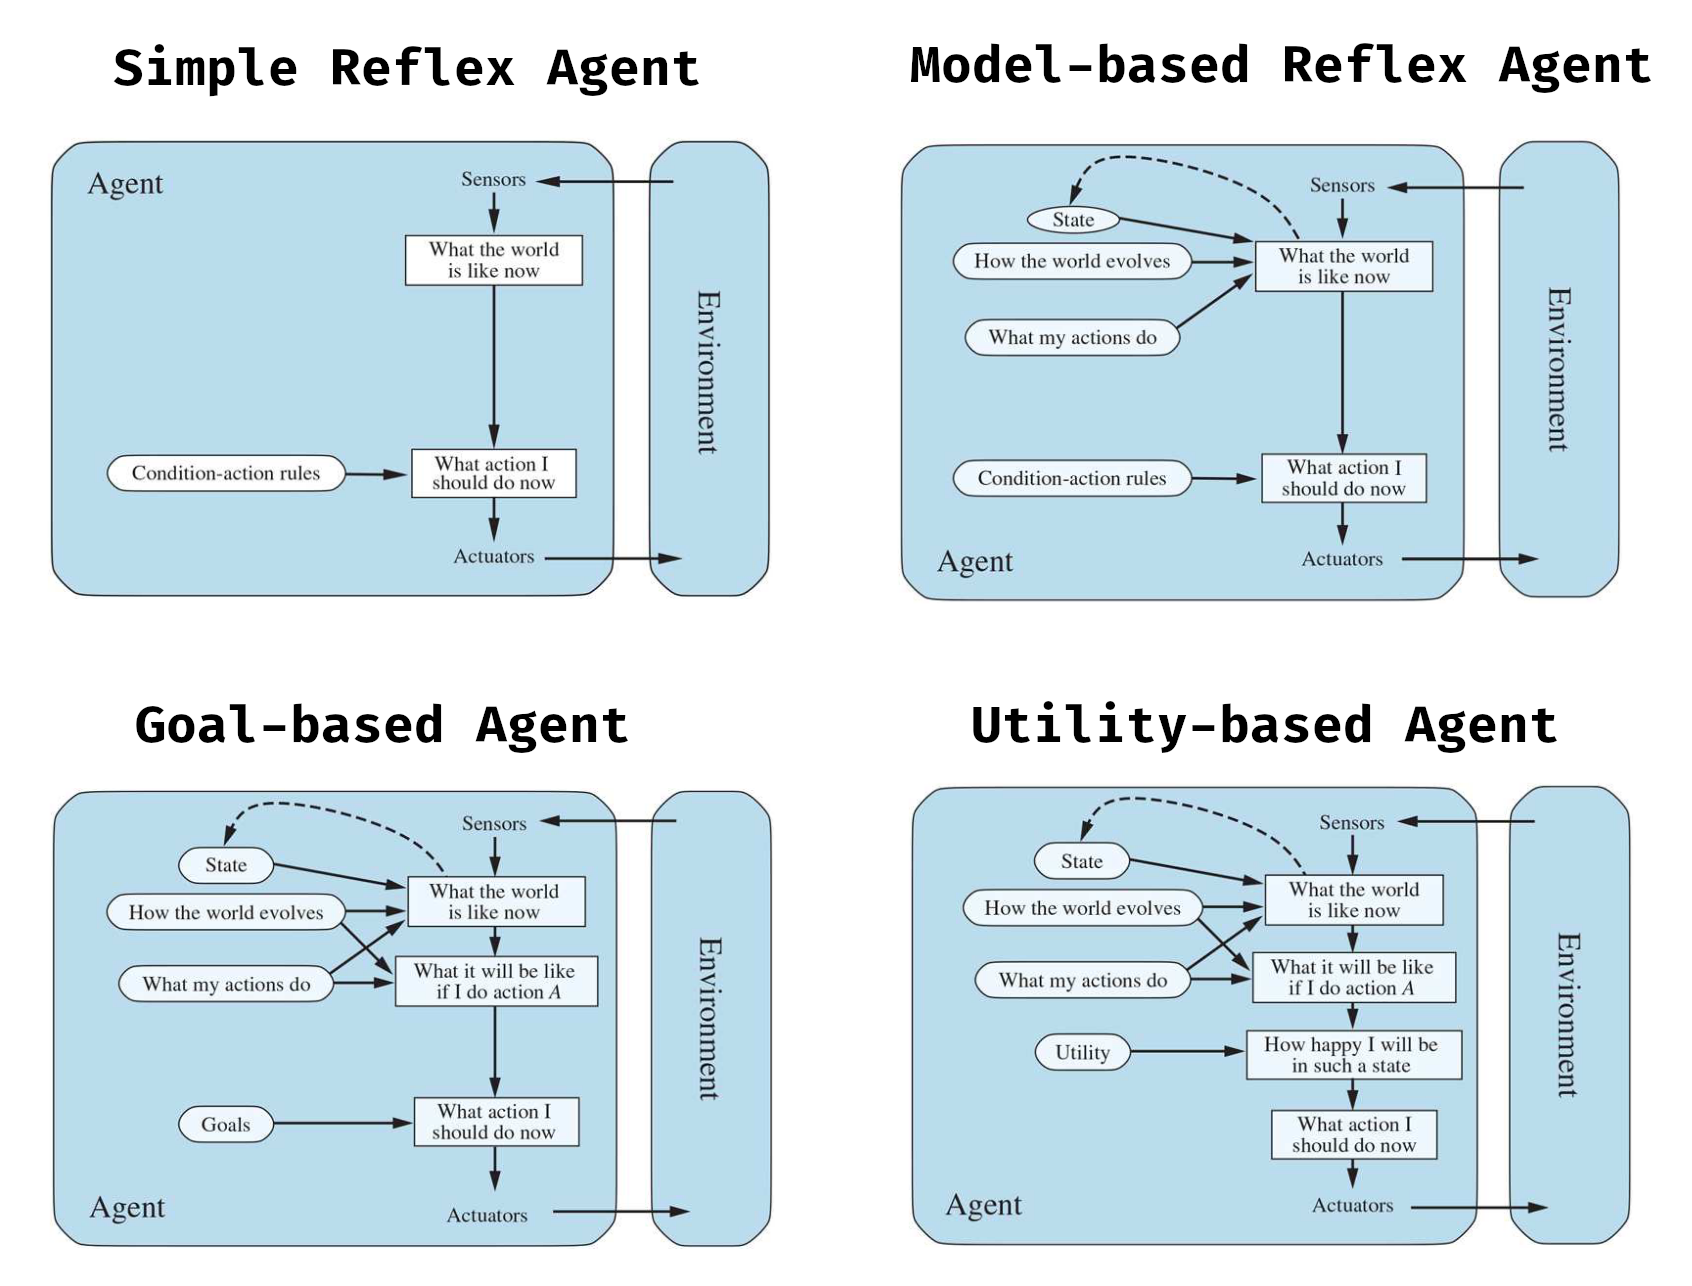 Simple Reflex Agent
Agent
Sensors
What the world
is like now
Condition-action rules
What action I
should do now
Actuators
Environment
Model-based Reflex Agent
Sensors
State
How the world evolves
What the world
is like now
What my actions do
Condition-action rules
What action I
should do now
Agent
Actuators
Environment
Goal-based Agent
Sensors
State
How the world evolves
What the world
is like now
What my actions do
What it will be like
if I do action A
Goals
What action I
should do now
Agent
Actuators
Environment
Utility-based Agent
Sensors
State
How the world evolves
What the world
is like now
What my actions do
What it will be like
if I do action A
Utility
How happy I will be
in such a state
What action I
should do now
Agent
Actuators
Environment